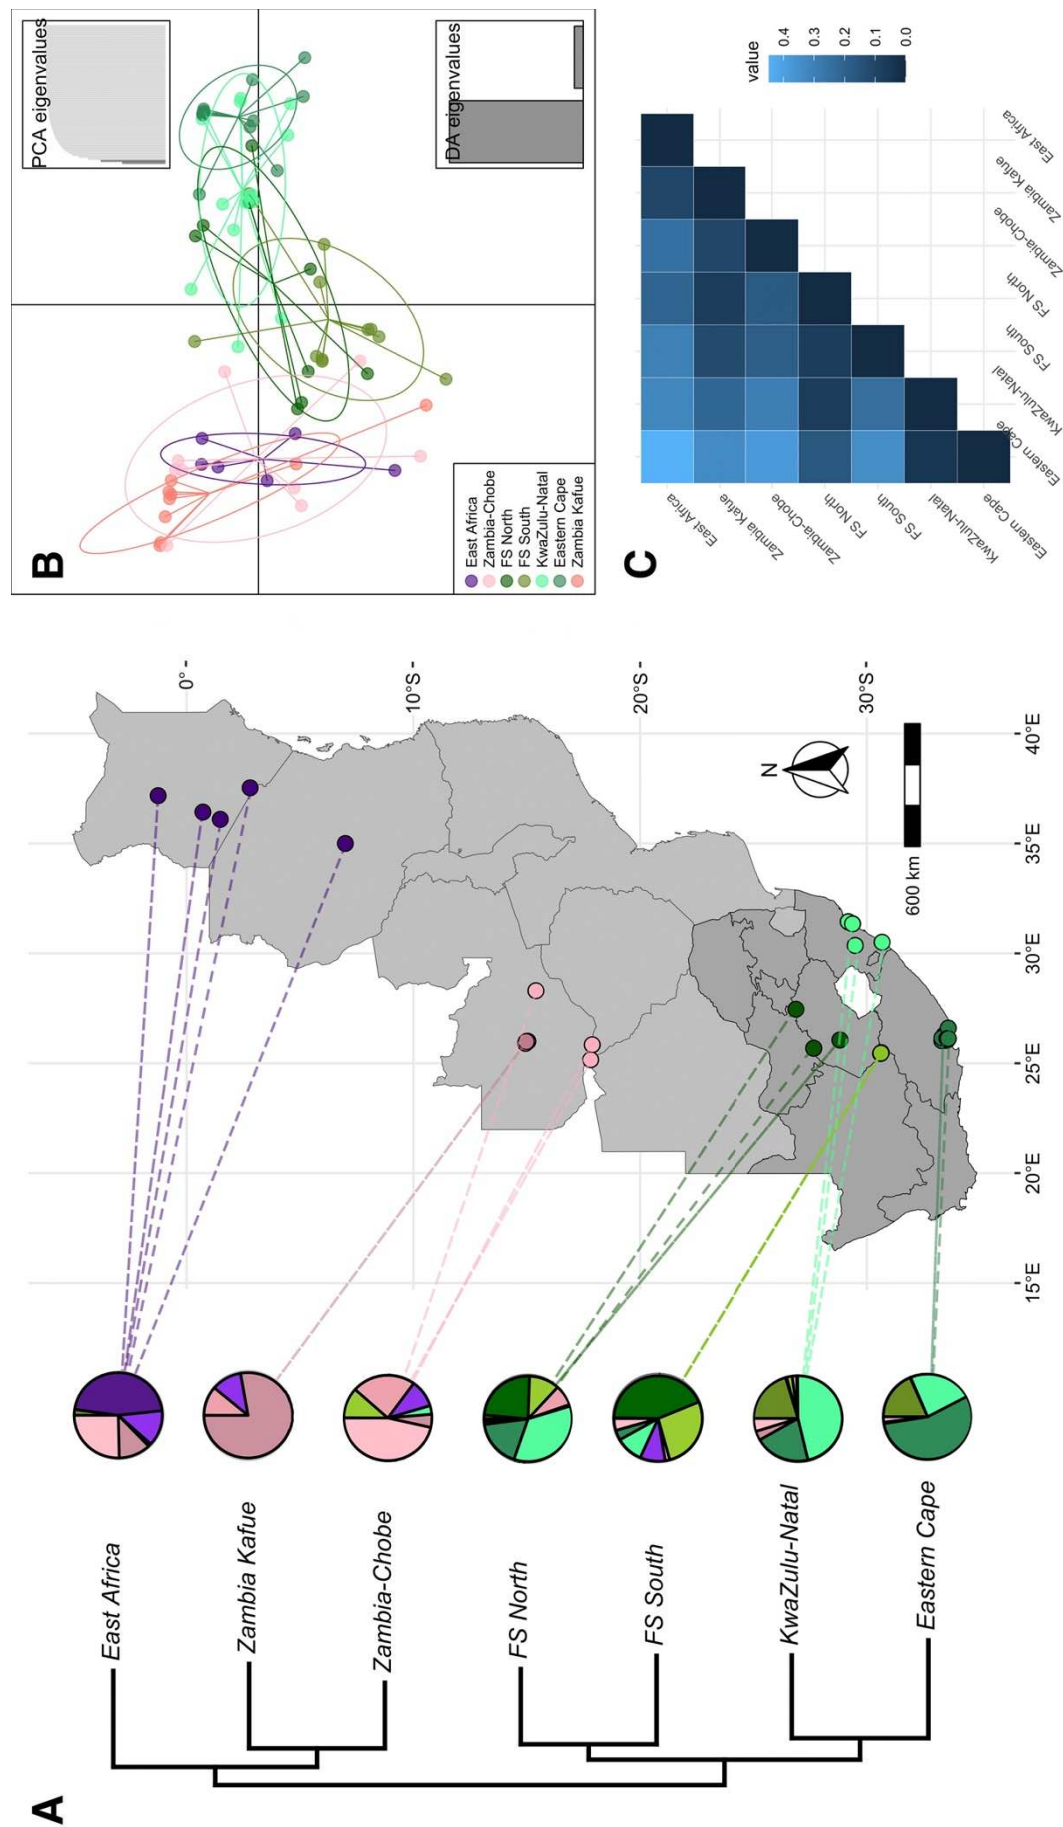 A
East Africa
Zambia Kafue
Zambia-Chobe
FS North
FS South
KwaZulu-Natal
Eastern Cape
0°
10°S
20°S
30°S
15°E
20°E
25°E
30°E
35°E
40°E
N
600 km
B
PCA eigenvalues
DA eigenvalues
East Africa
Zambia-Chobe
FS North
FS South
KwaZulu-Natal
Eastern Cape
Zambia Kafue
C
East Africa
Zambia Kafue
Zambia-Chobe
FS North
FS South
KwaZulu-Natal
Eastern Cape
Eastern Cape
KwaZulu-Natal
FS South
FS North
Zambia-Chobe
Zambia Kafue
East Africa
value
0.4
0.3
0.2
0.1
0.0